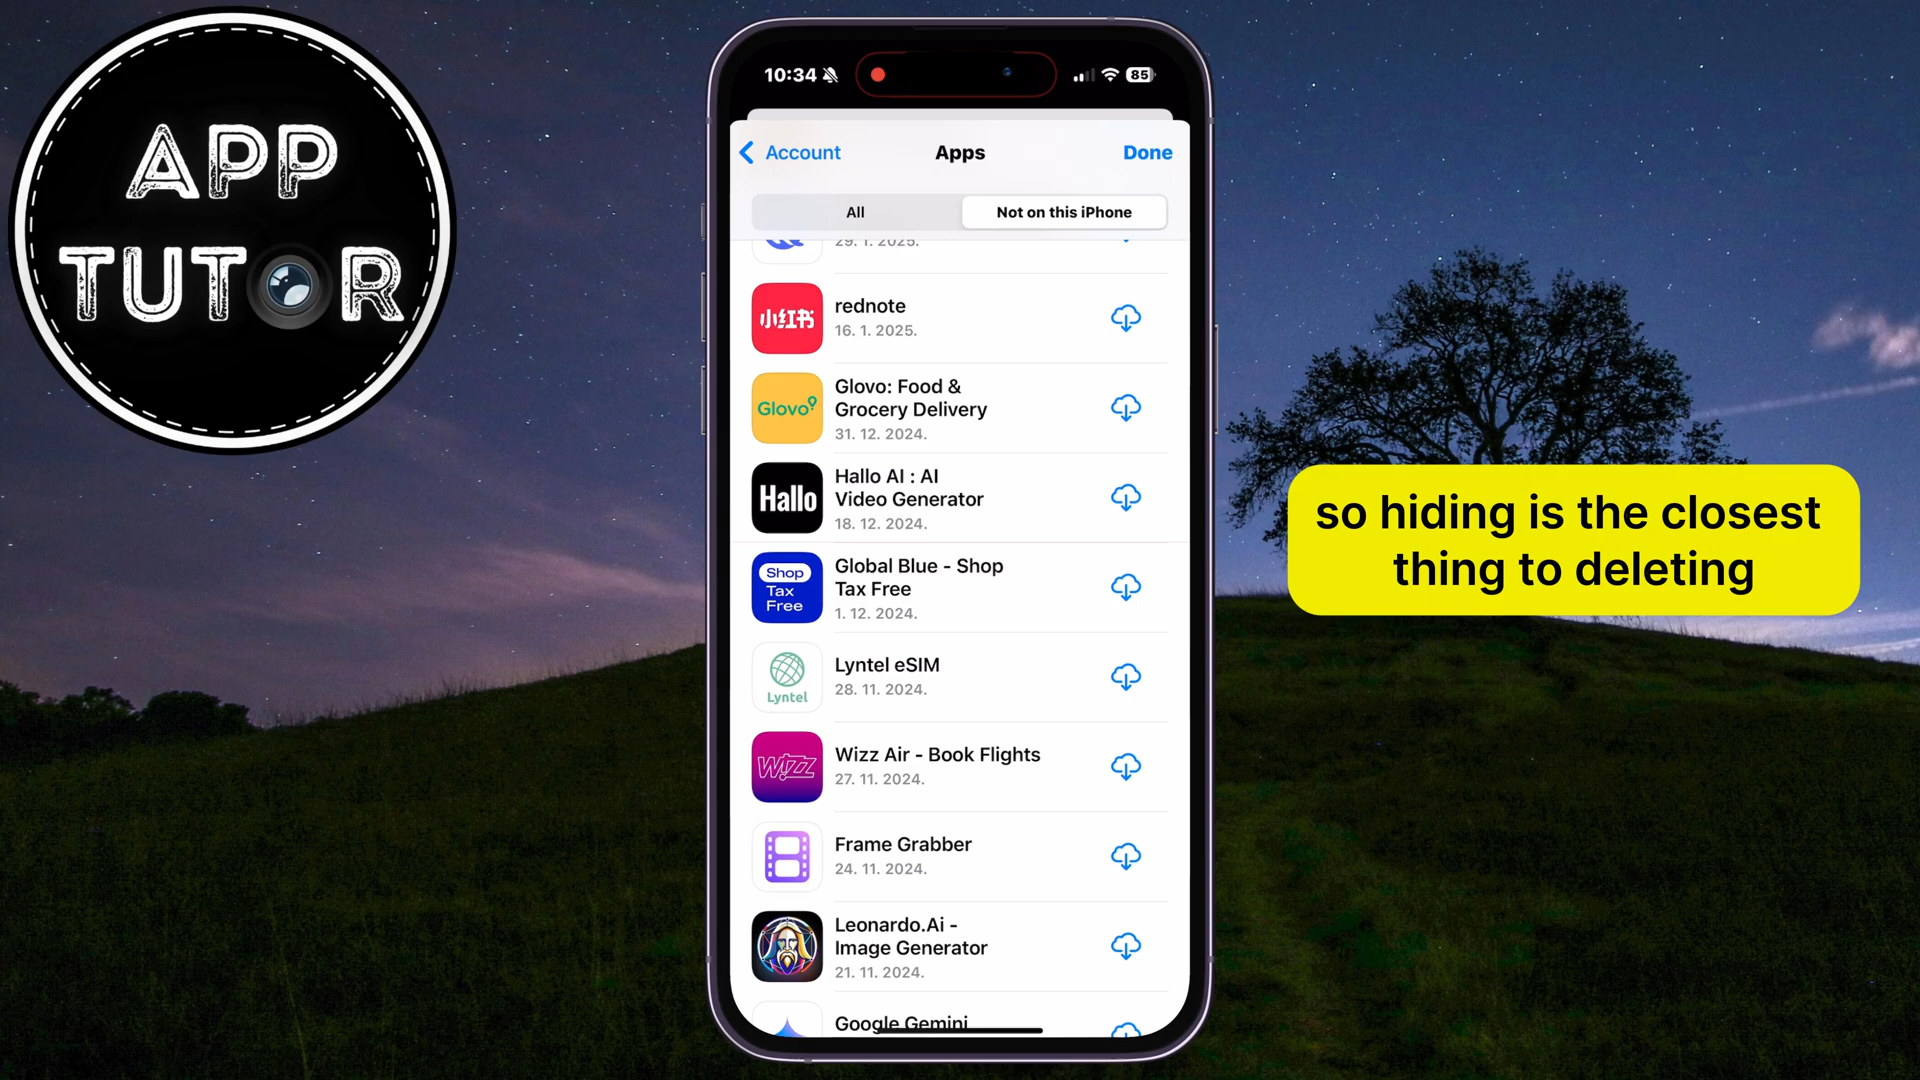 APP
TUTOR
10:34
85
Account
Apps
Done
All
Not on this iPhone
29. 1. 2025.
小红书
rednote
16. 1. 2025.
Glovo
Glovo: Food &
Grocery Delivery
31. 12. 2024.
Hallo
Hallo AI : AI
Video Generator
18. 12. 2024.
Shop
Tax
Free
Global Blue - Shop
Tax Free
1. 12. 2024.
Lyntel
Lyntel eSIM
28. 11. 2024.
Wizz
Wizz Air - Book Flights
27. 11. 2024.
Frame Grabber
24. 11. 2024.
Leonardo.Ai -
Image Generator
21. 11. 2024.
Google Gemini
so hiding is the closest
thing to deleting